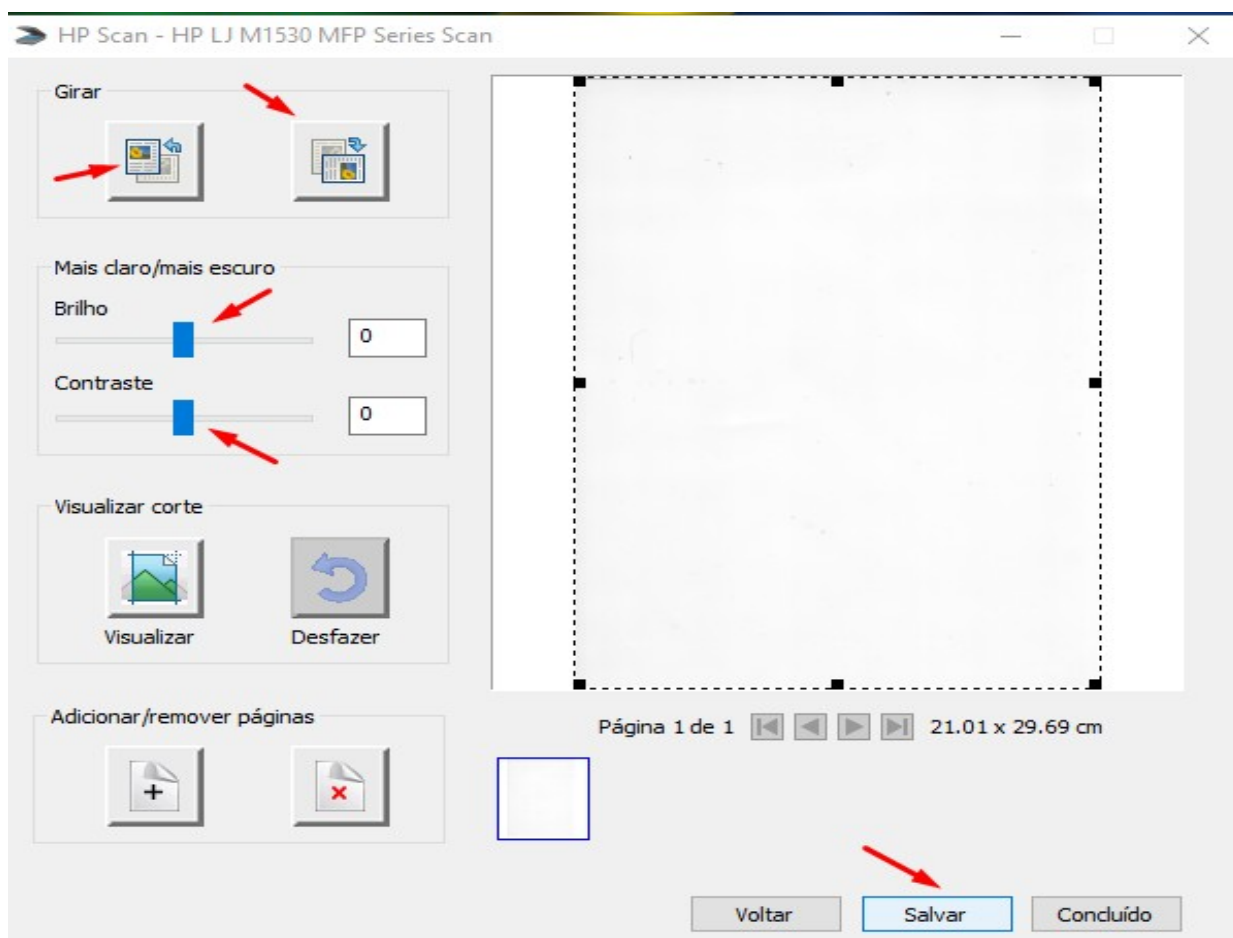 HP Scan - HP LJ M1530 MFP Series Scan
Girar
Mais claro/mais escuro
Brilho
0
Contraste
0
Visualizar corte
Visualizar Desfazer
Adicionar/remover páginas
Página 1 de 1 21.01 x 29.69 cm
Voltar Salvar Concluído